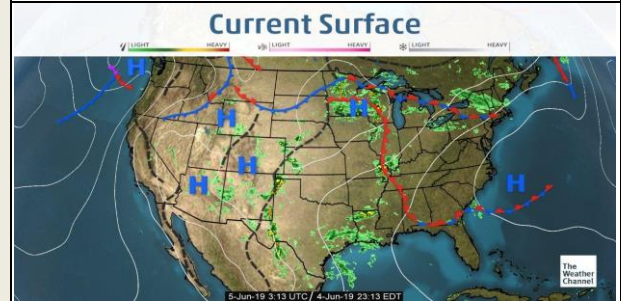 Current Surface
LIGHT HEAVY LIGHT HEAVY LIGHT HEAVY
H
H
H
H
H
H
The
Weather
Channel
5-Jun-19 3:13 UTC / 4-Jun-19 23:13 EDT